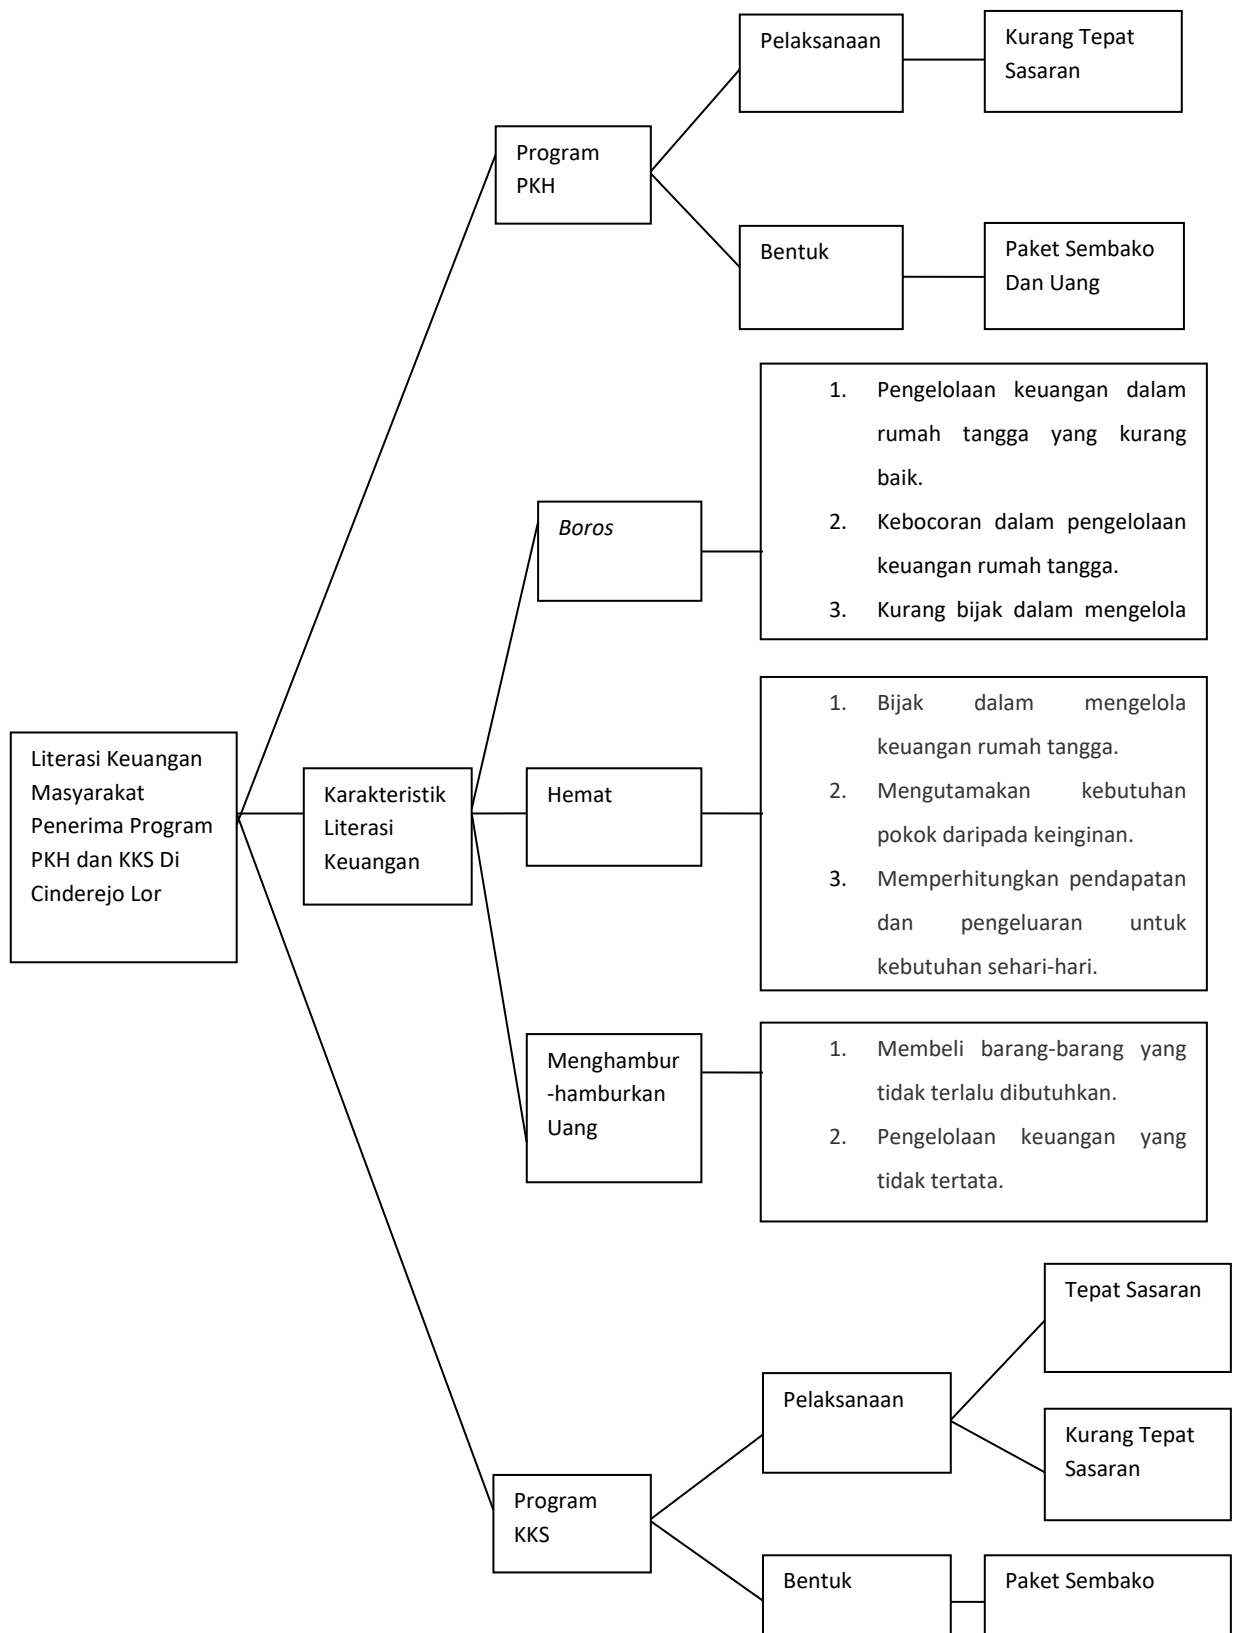 Pelaksanaan
Kurang Tepat
Sasaran
Program
PKH
Bentuk
Paket Sembako
Dan Uang
1. Pengelolaan keuangan dalam
rumah tangga yang kurang
baik.
2. Kebocoran dalam pengelolaan
keuangan rumah tangga.
3. Kurang bijak dalam mengelola
Boros
Literasi Keuangan
Masyarakat
Penerima Program
PKH dan KKS Di
Cinderejo Lor
Karakteristik
Literasi
Keuangan
Hemat
1. Bijak dalam mengelola
keuangan rumah tangga.
2. Mengutamakan kebutuhan
pokok daripada keinginan.
3. Memperhitungkan pendapatan
dan pengeluaran untuk
kebutuhan sehari-hari.
Menghambur
-hamburkan
Uang
1. Membeli barang-barang yang
tidak terlalu dibutuhkan.
2. Pengelolaan keuangan yang
tidak tertata.
Tepat Sasaran
Pelaksanaan
Kurang Tepat
Sasaran
Program
KKS
Bentuk
Paket Sembako